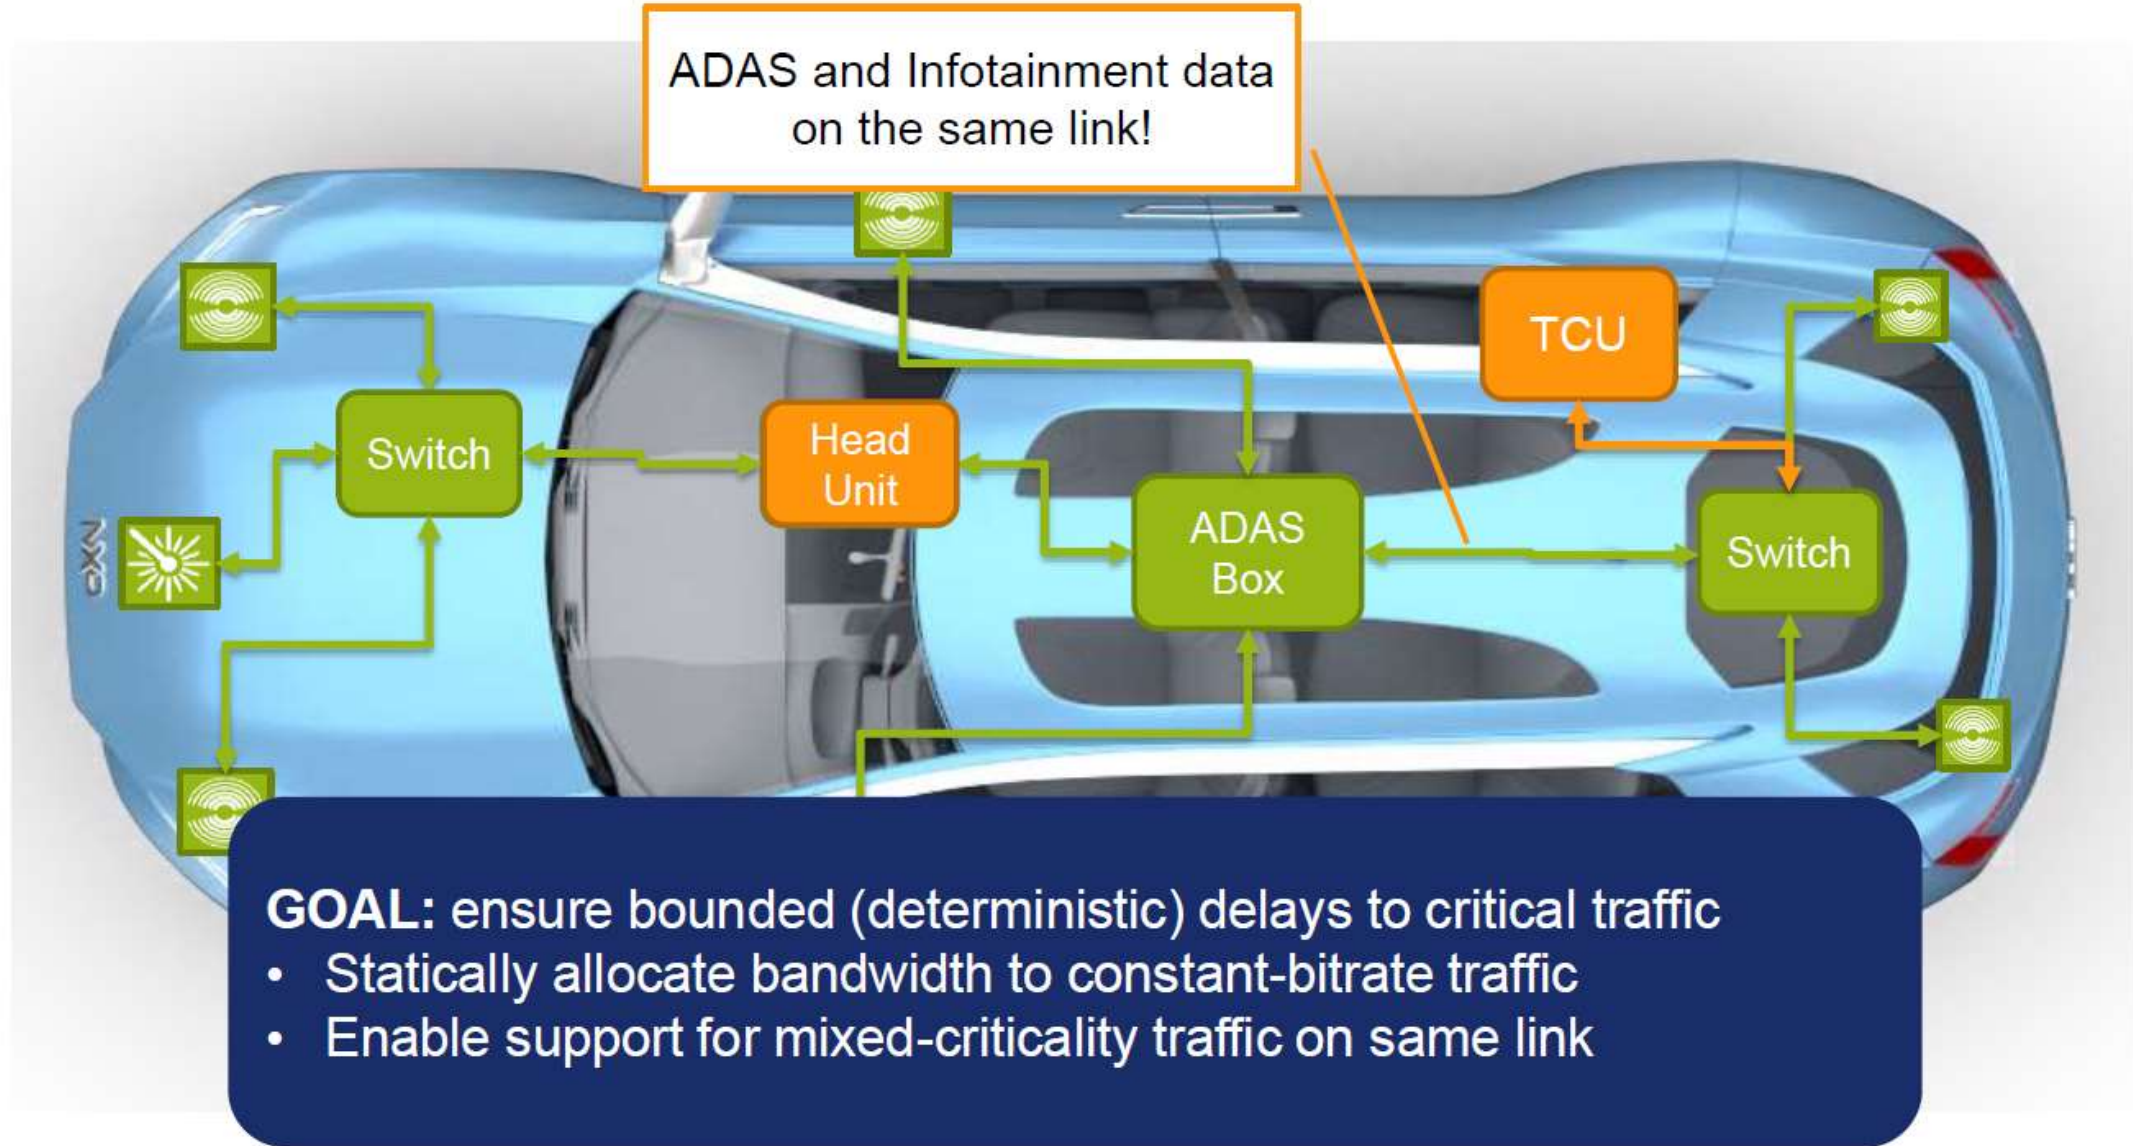 ADAS and Infotainment data
on the same link!
TCU
Switch
Head
Unit
ADAS
Box
Switch
NXP
GOAL: ensure bounded (deterministic) delays to critical traffic
• Statically allocate bandwidth to constant-bitrate traffic
• Enable support for mixed-criticality traffic on same link